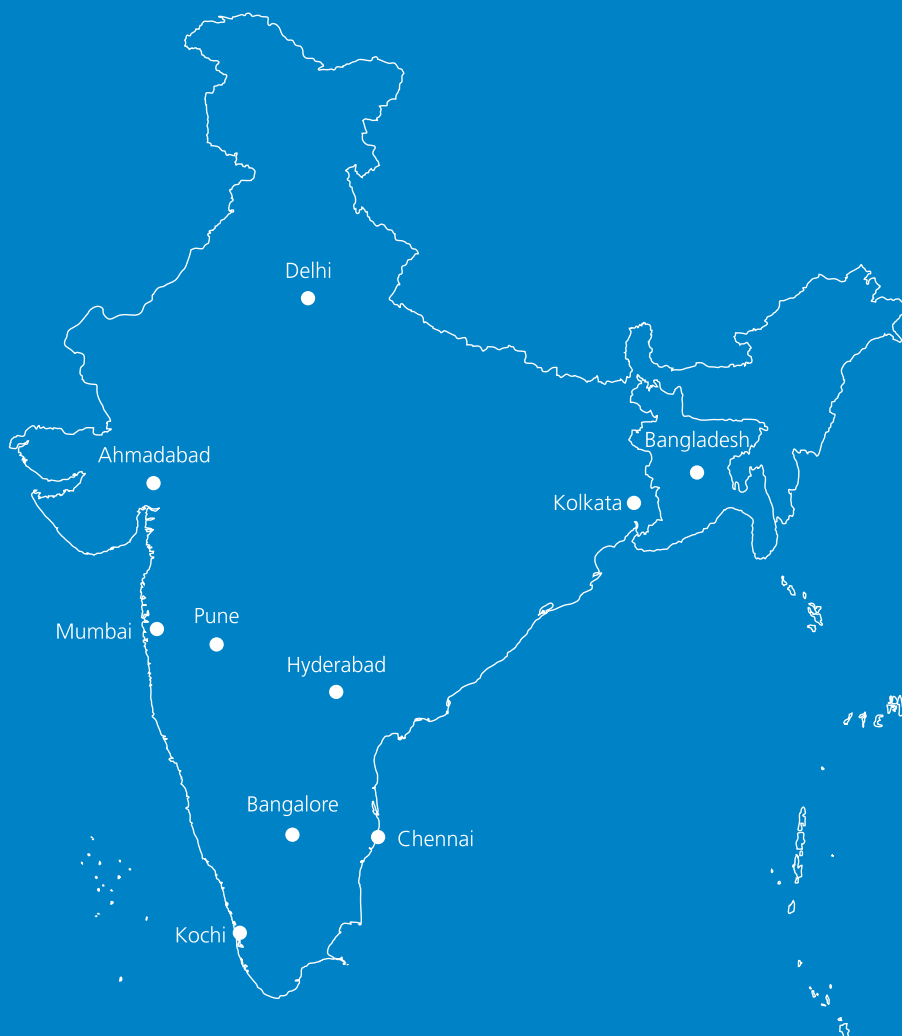 Delhi
Bangladesh
Ahmadabad
Kolkata
Pune
Mumbai
Hyderabad
Bangalore
Chennai
Kochi